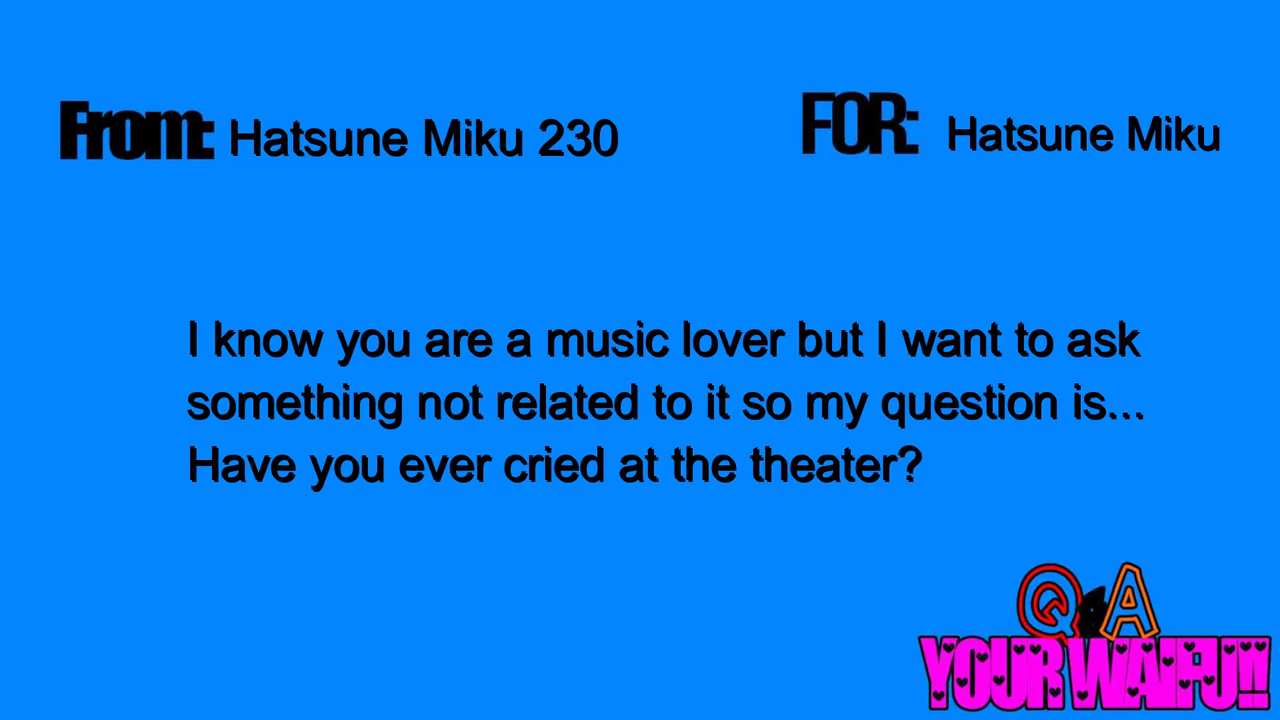 From: Hatsune Miku 230
FOR: Hatsune Miku
I know you are a music lover but I want to ask
something not related to it so my question is...
Have you ever cried at the theater?
Q&A
YOUR WAIFU!!